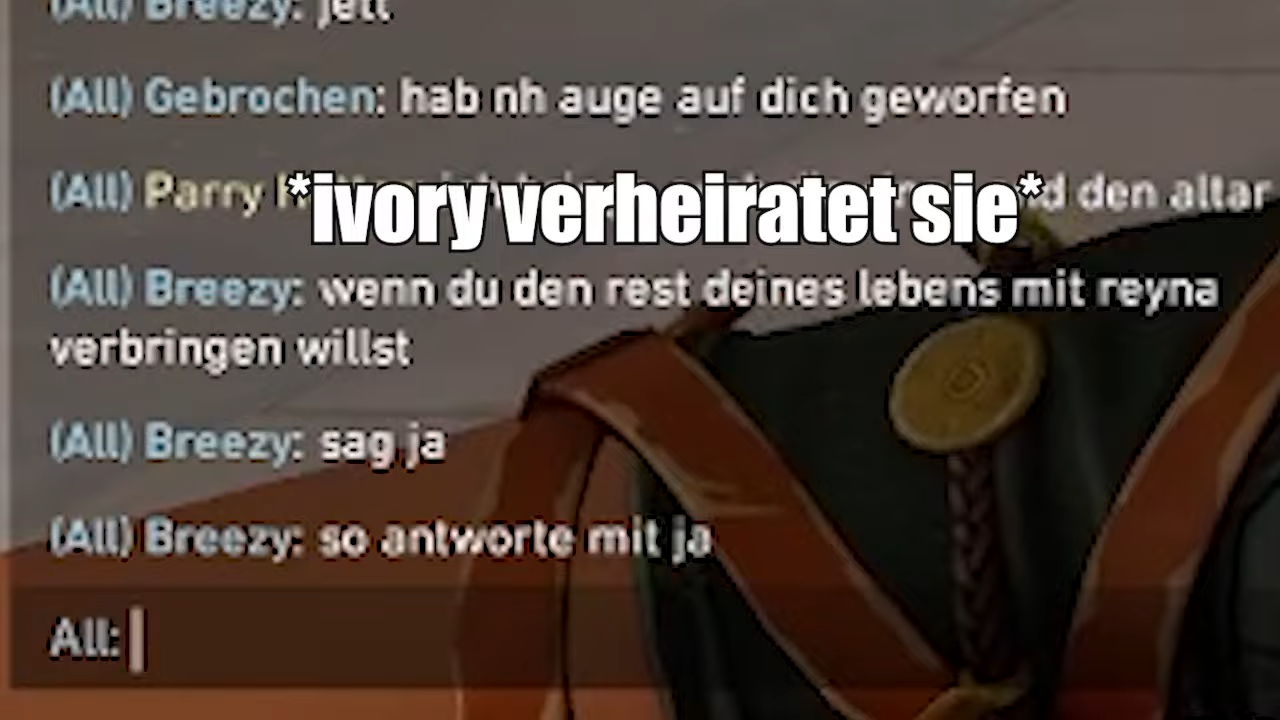 (All) Breezy: jett
(All) Gebrochen: hab nh auge auf dich geworfen
(All) Parry den altar
*ivory verheiratet sie*
(All) Breezy: wenn du den rest deines lebens mit reyna
verbringen willst
(All) Breezy: sag ja
(All) Breezy: so antworte mit ja
All: